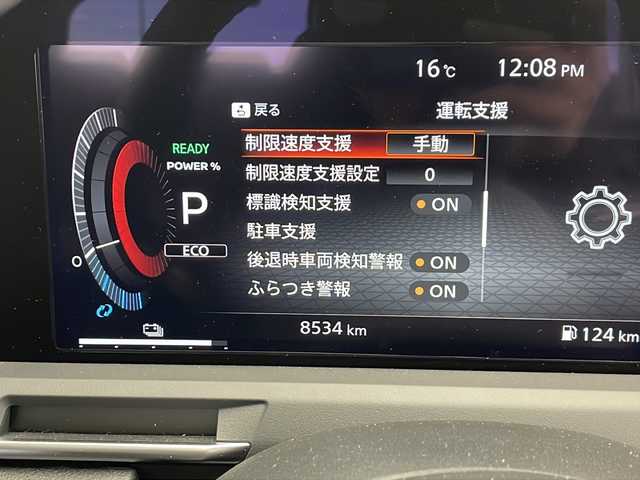 16℃ 12:08 PM
戻る 運転支援
制限速度支援 手動
READY
POWER %
制限速度支援設定 0
P
標識検知支援 ON
駐車支援
ECO
後退時車両検知警報 ON
0
ふらつき警報 ON
8534 km 124 km